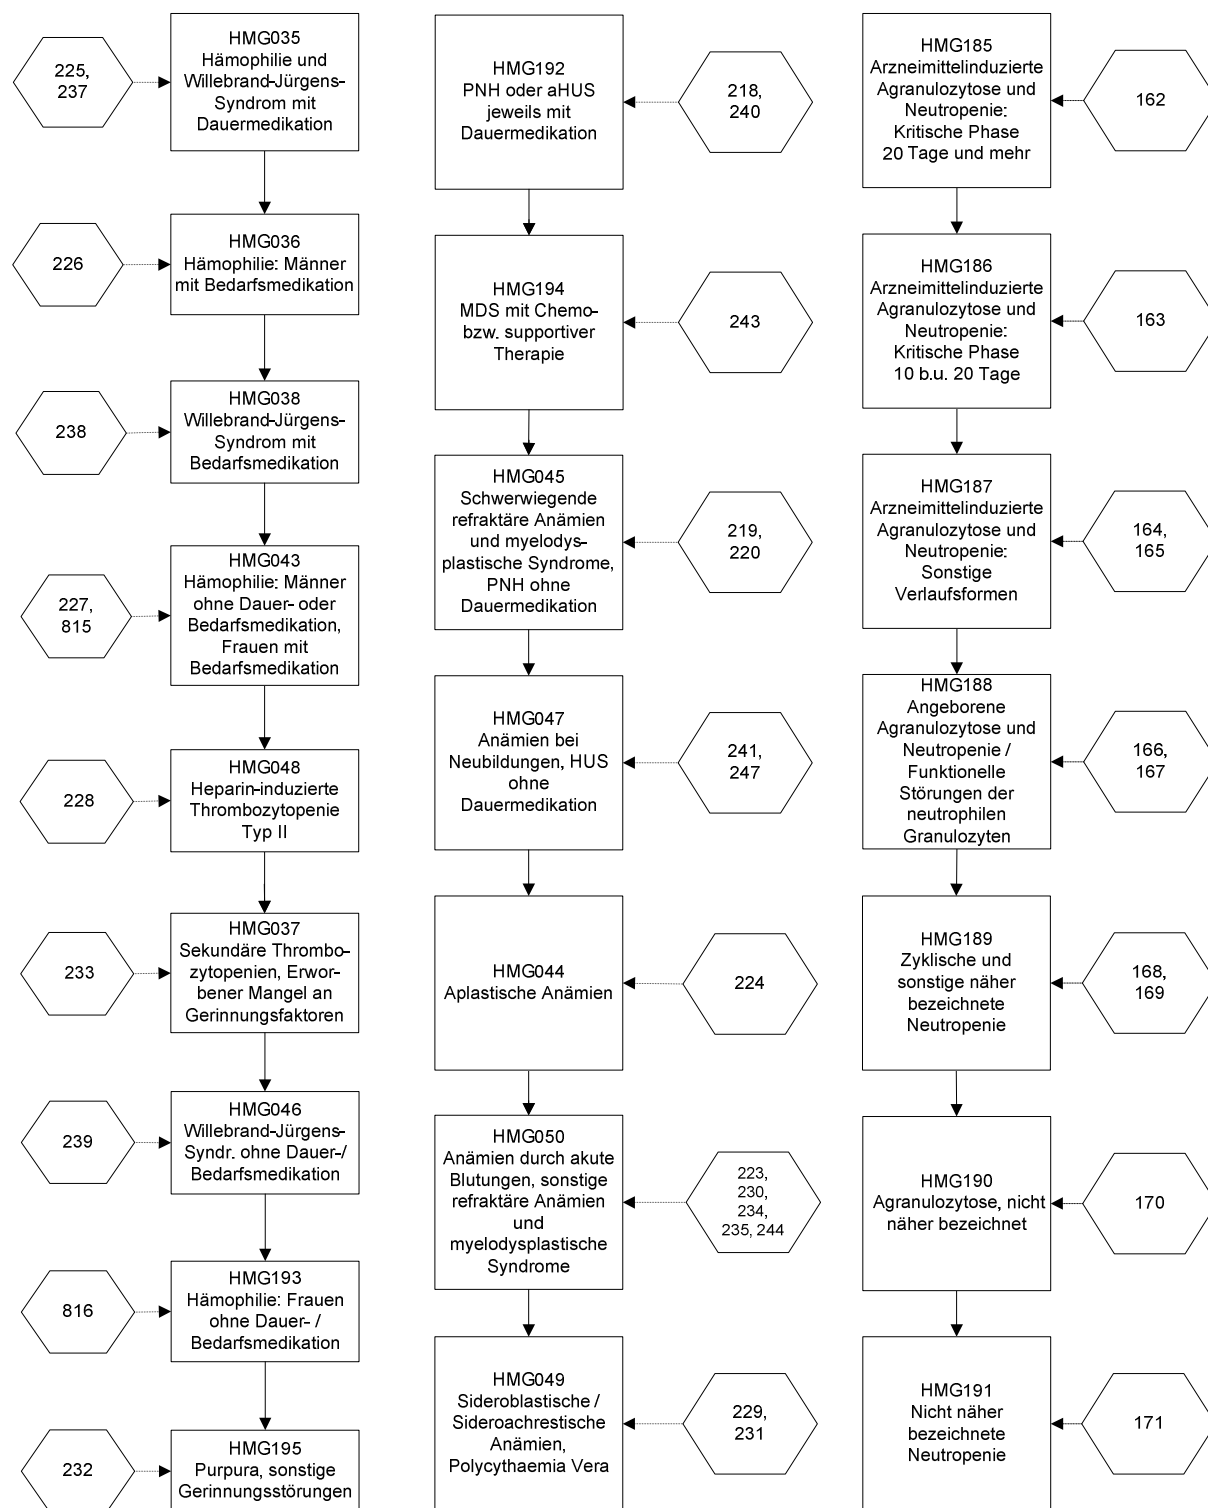 225,
237
HMG035
Hämophilie und
Willebrand-Jürgens-
Syndrom mit
Dauermedikation
226
HMG036
Hämophilie: Männer
mit Bedarfsmedikation
238
HMG038
Willebrand-Jürgens-
Syndrom mit
Bedarfsmedikation
227,
815
HMG043
Hämophilie: Männer
ohne Dauer- oder
Bedarfsmedikation,
Frauen mit
Bedarfsmedikation
228
HMG048
Heparin-induzierte
Thrombozytopenie
Typ II
233
HMG037
Sekundäre Thrombo-
zytopenien, Erwor-
bener Mangel an
Gerinnungsfaktoren
239
HMG046
Willebrand-Jürgens-
Syndr. ohne Dauer-/
Bedarfsmedikation
816
HMG193
Hämophilie: Frauen
ohne Dauer- /
Bedarfsmedikation
232
HMG195
Purpura, sonstige
Gerinnungsstörungen
HMG192
PNH oder aHUS
jeweils mit
Dauermedikation
218,
240
HMG194
MDS mit Chemo-
bzw. supportiver
Therapie
243
HMG045
Schwerwiegende
refraktäre Anämien
und myelodys-
plastische Syndrome,
PNH ohne
Dauermedikation
219,
220
HMG047
Anämien bei
Neubildungen, HUS
ohne
Dauermedikation
241,
247
HMG044
Aplastische Anämien
224
HMG050
Anämien durch akute
Blutungen, sonstige
refraktäre Anämien
und
myelodysplastische
Syndrome
223,
230,
234,
235, 244
HMG049
Sideroblastische /
Sideroachrestische
Anämien,
Polycythaemia Vera
229,
231
HMG185
Arzneimittelinduzierte
Agranulozytose und
Neutropenie:
Kritische Phase
20 Tage und mehr
162
HMG186
Arzneimittelinduzierte
Agranulozytose und
Neutropenie:
Kritische Phase
10 b.u. 20 Tage
163
HMG187
Arzneimittelinduzierte
Agranulozytose und
Neutropenie:
Sonstige
Verlaufsformen
164,
165
HMG188
Angeborene
Agranulozytose und
Neutropenie /
Funktionelle
Störungen der
neutrophilen
Granulozyten
166,
167
HMG189
Zyklische und
sonstige näher
bezeichnete
Neutropenie
168,
169
HMG190
Agranulozytose, nicht
näher bezeichnet
170
HMG191
Nicht näher
bezeichnete
Neutropenie
171